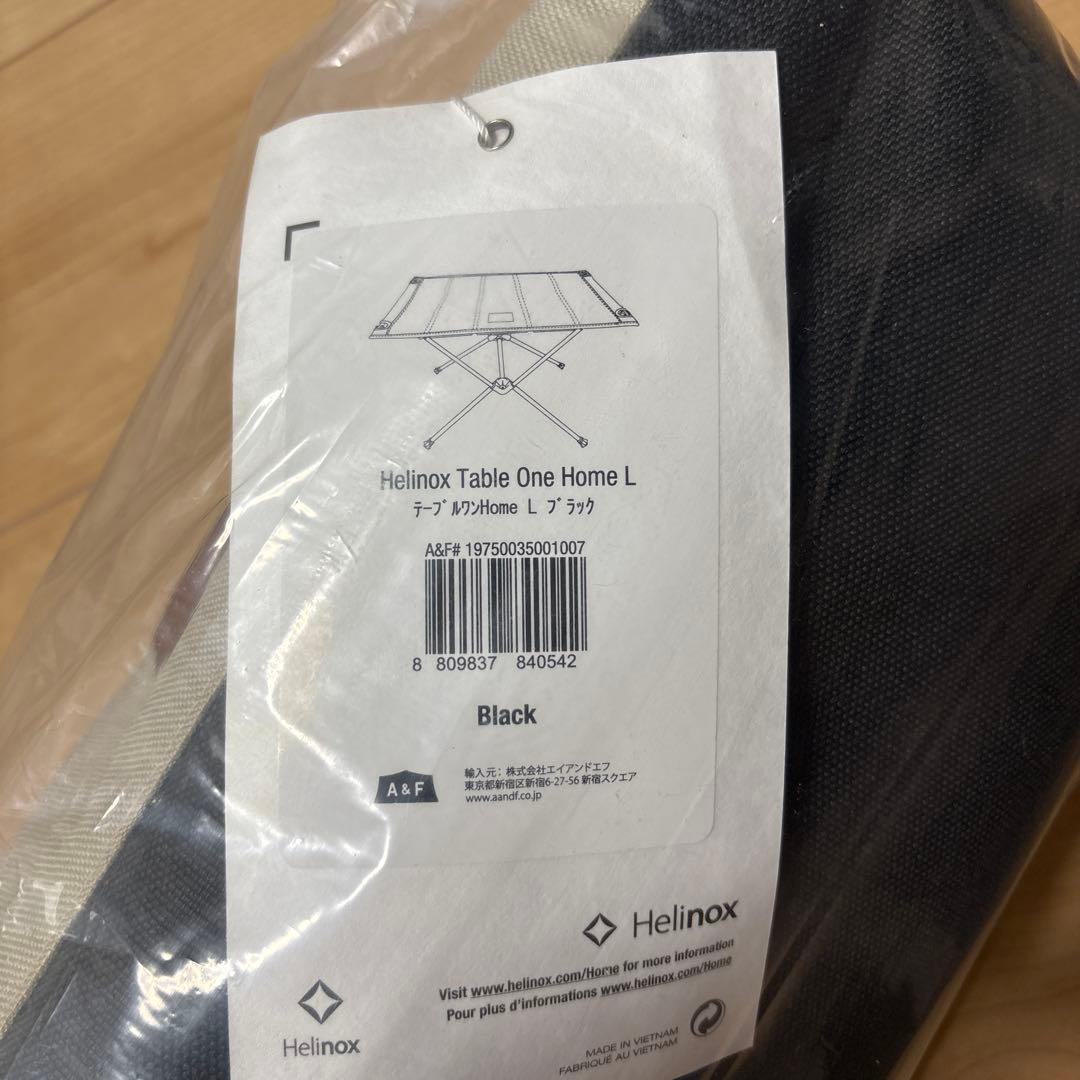 Helinox Table One Home L
テーブルワンHome L ブラック
A&F# 19750035001007
8 809837 840542
Black
A & F
輸入元：株式会社エイアンドエフ
東京都新宿区新宿6-27-56 新宿スクエア
www.aandf.co.jp
Helinox
Visit www.helinox.com/Home for more information
Pour plus d'informations www.helinox.com/Home
Helinox
MADE IN VIETNAM
FABRIQUÉ AU VIETNAM